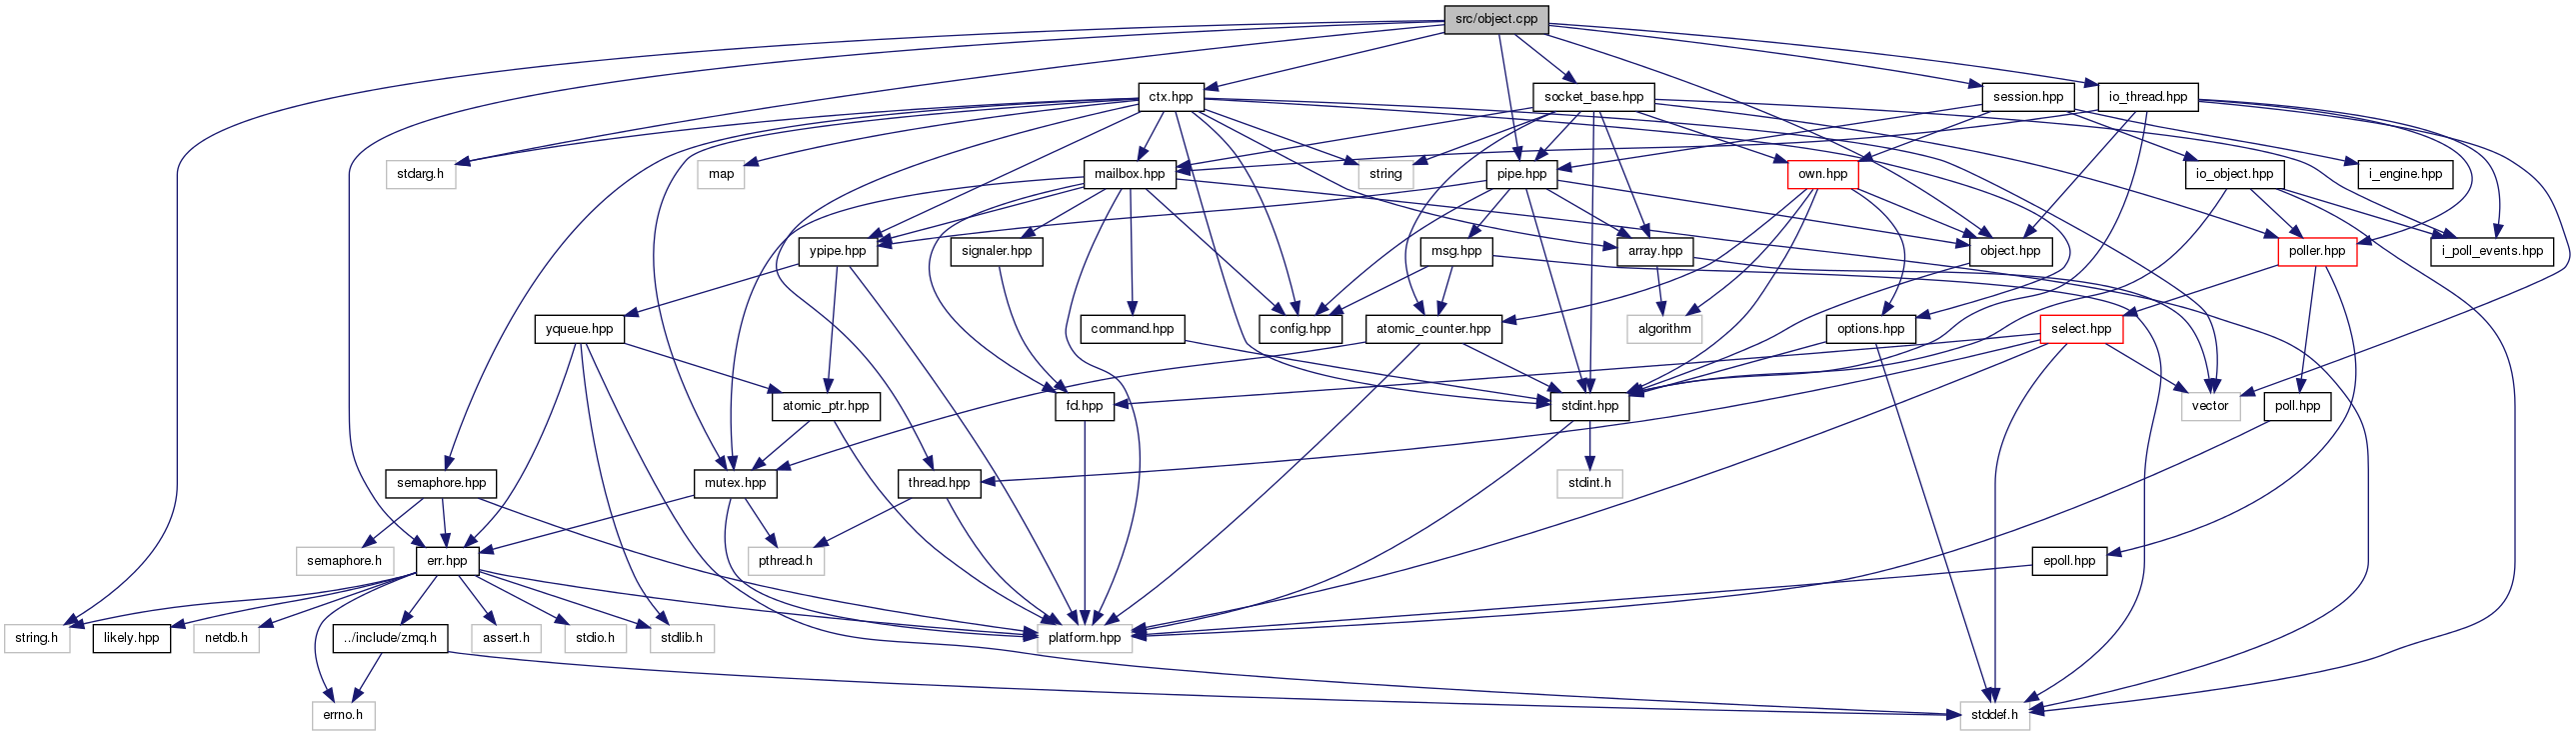 src/object.cpp
ctx.hpp
socket_base.hpp
session.hpp
io_thread.hpp
stdarg.h
map
mailbox.hpp
string
pipe.hpp
own.hpp
io_object.hpp
i_engine.hpp
ypipe.hpp
signaler.hpp
msg.hpp
array.hpp
object.hpp
poller.hpp
i_poll_events.hpp
yqueue.hpp
command.hpp
config.hpp
atomic_counter.hpp
algorithm
options.hpp
select.hpp
atomic_ptr.hpp
fd.hpp
stdint.hpp
vector
poll.hpp
semaphore.hpp
mutex.hpp
thread.hpp
stdint.h
semaphore.h
err.hpp
pthread.h
epoll.hpp
string.h
likely.hpp
netdb.h
../include/zmq.h
assert.h
stdio.h
stdlib.h
platform.hpp
errno.h
stddef.h